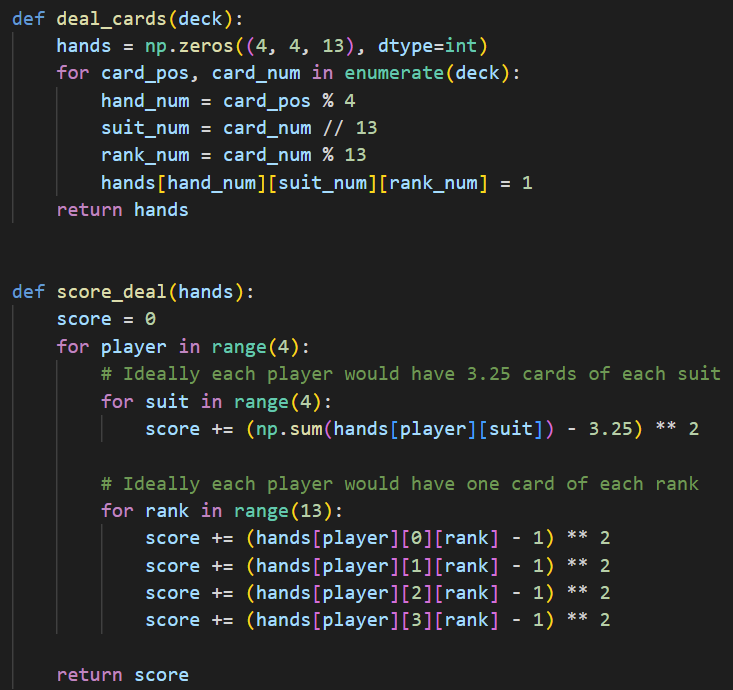 def deal_cards(deck):
    hands = np.zeros((4, 4, 13), dtype=int)
    for card_pos, card_num in enumerate(deck):
        hand_num = card_pos % 4
        suit_num = card_num // 13
        rank_num = card_num % 13
        hands[hand_num][suit_num][rank_num] = 1
    return hands


def score_deal(hands):
    score = 0
    for player in range(4):
        # Ideally each player would have 3.25 cards of each suit
        for suit in range(4):
            score += (np.sum(hands[player][suit]) - 3.25) ** 2

        # Ideally each player would have one card of each rank
        for rank in range(13):
            score += (hands[player][0][rank] - 1) ** 2
            score += (hands[player][1][rank] - 1) ** 2
            score += (hands[player][2][rank] - 1) ** 2
            score += (hands[player][3][rank] - 1) ** 2

    return score